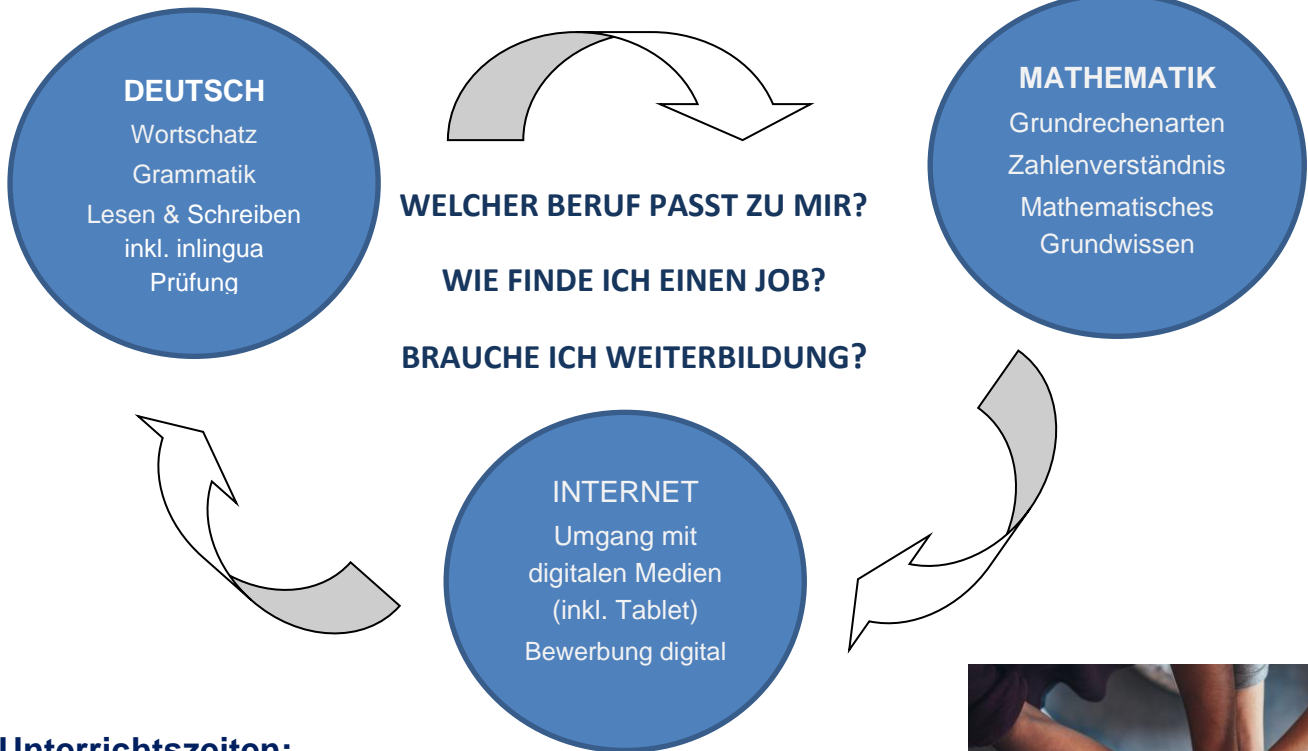 DEUTSCH
Wortschatz
Grammatik
Lesen & Schreiben
inkl. inlingua
Prüfung
WELCHER BERUF PASST ZU MIR?
WIE FINDE ICH EINEN JOB?
BRAUCHE ICH WEITERBILDUNG?
MATHEMATIK
Grundrechenarten
Zahlenverständnis
Mathematisches
Grundwissen
INTERNET
Umgang mit
digitalen Medien
(inkl. Tablet)
Bewerbung digital
Unterrichtszeiten: